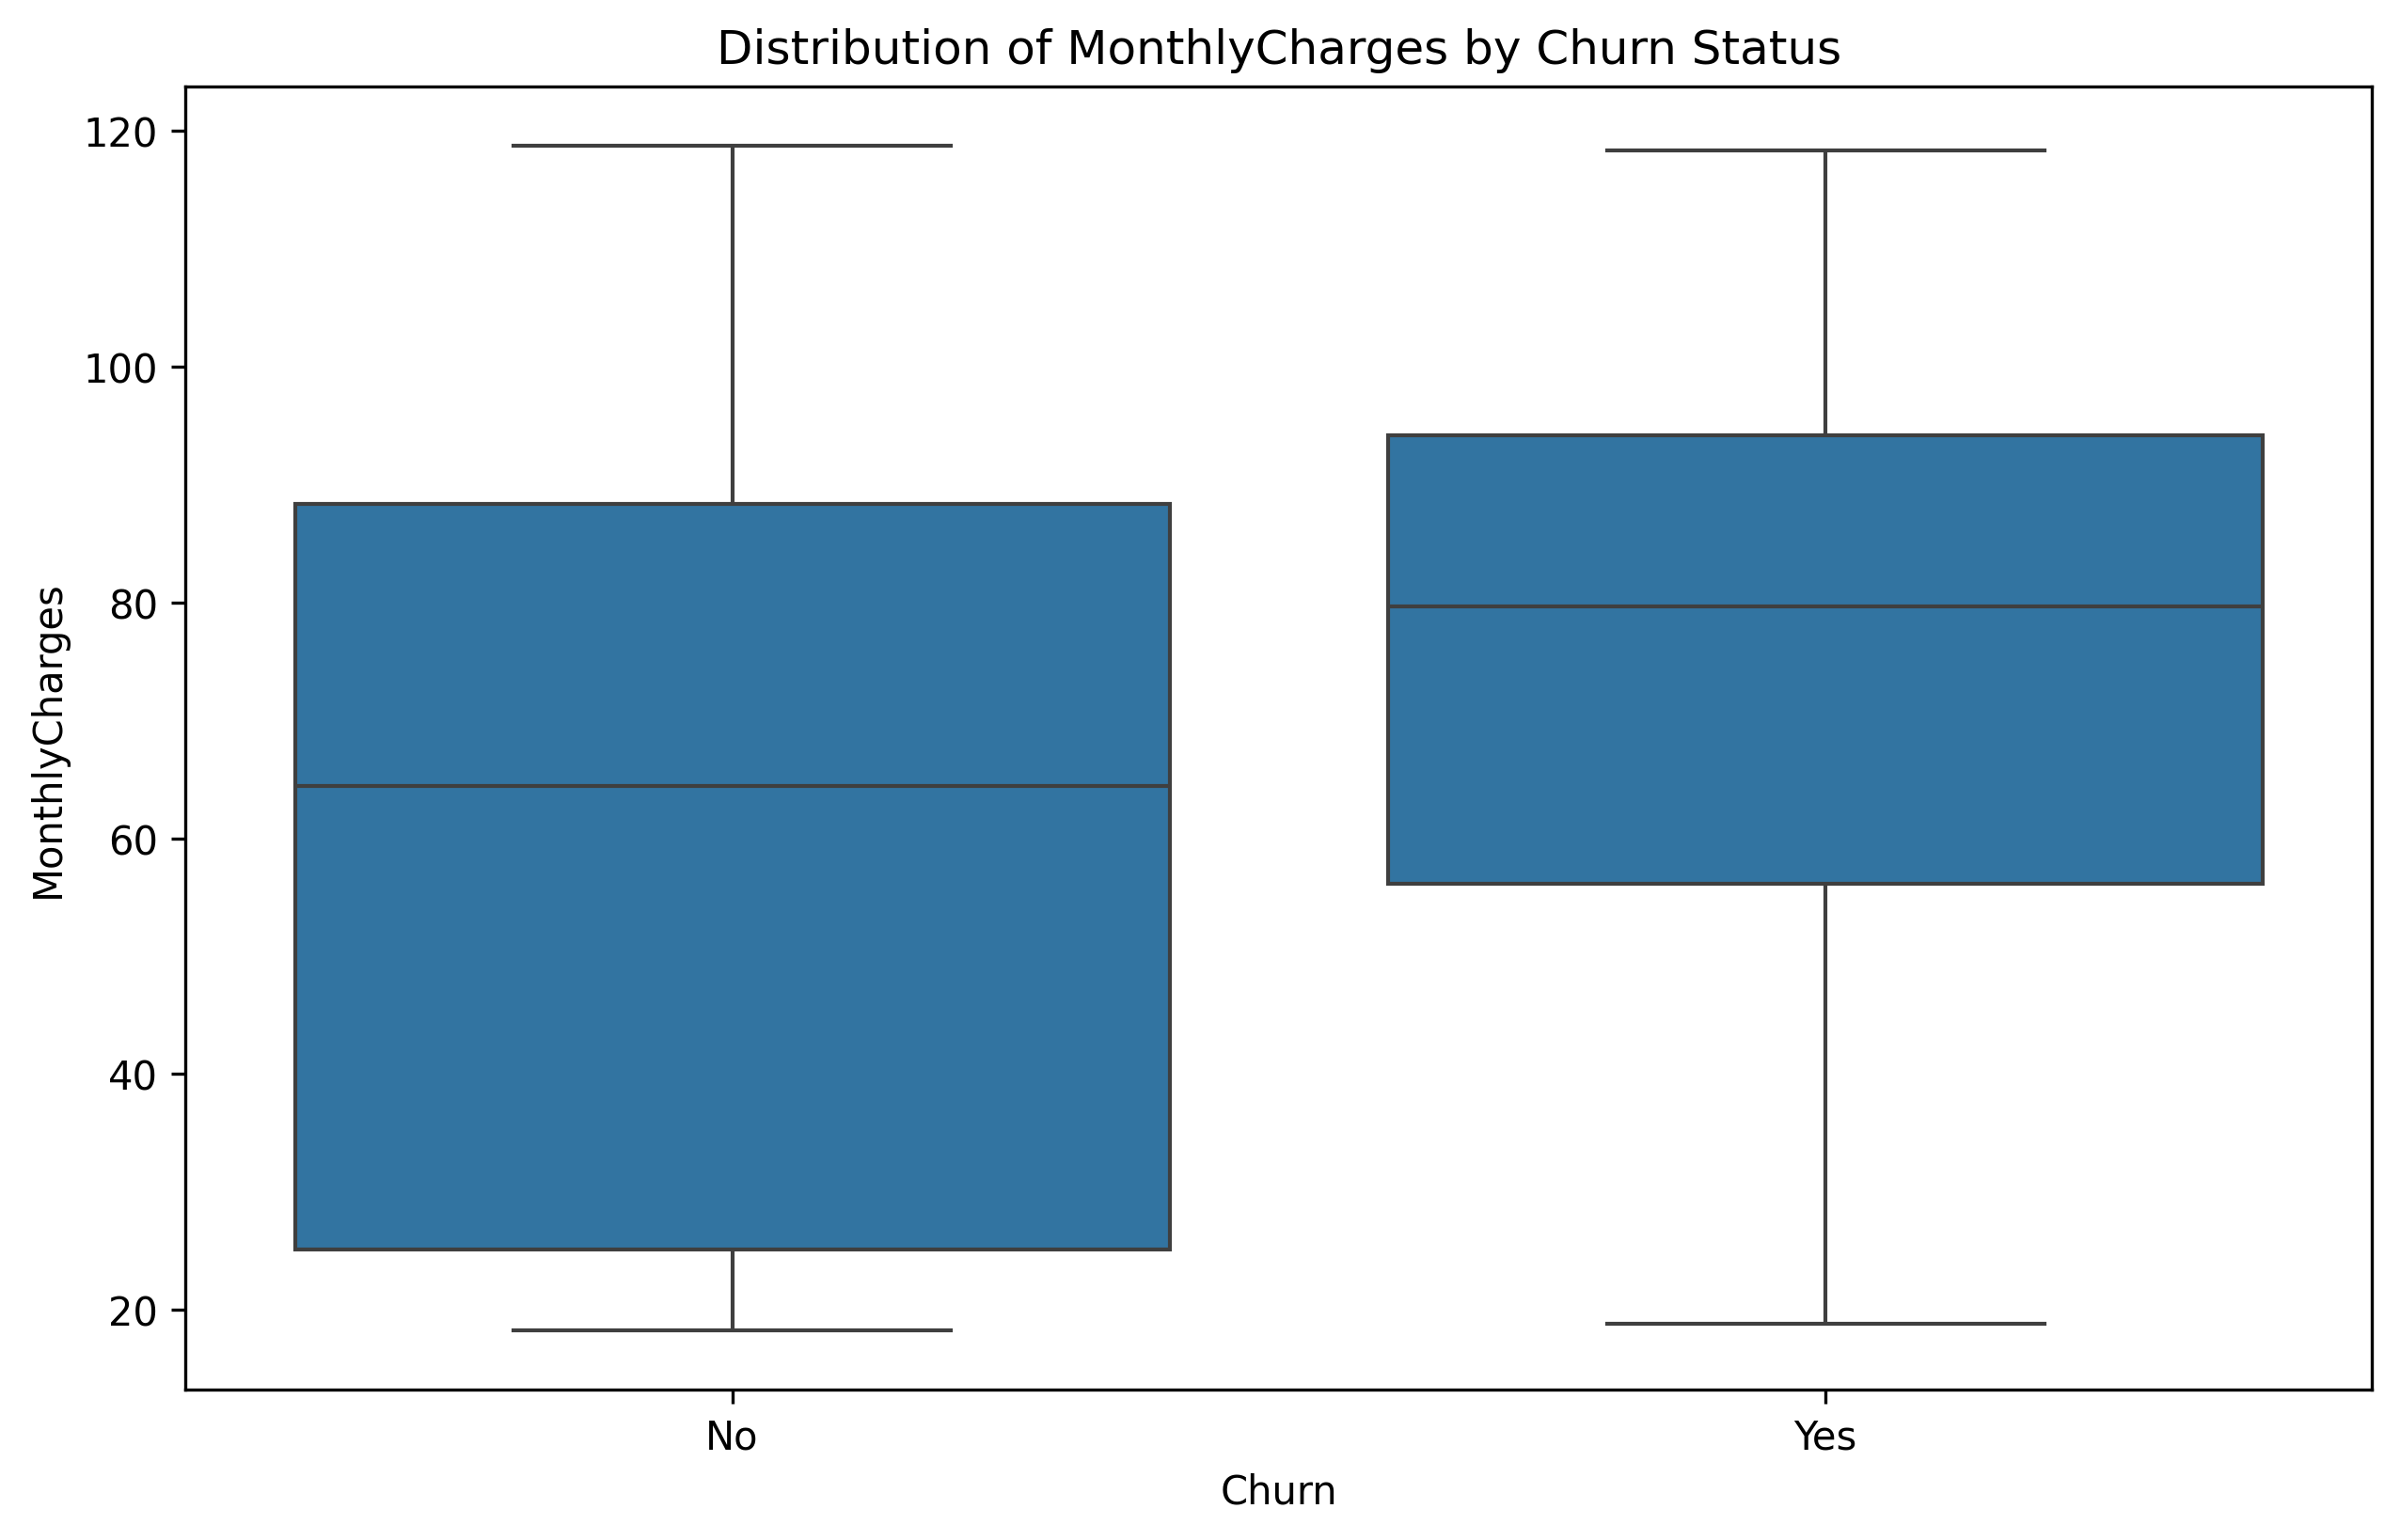 Distribution of MonthlyCharges by Churn Status
MonthlyCharges
120
100
80
60
40
20
No
Yes
Churn